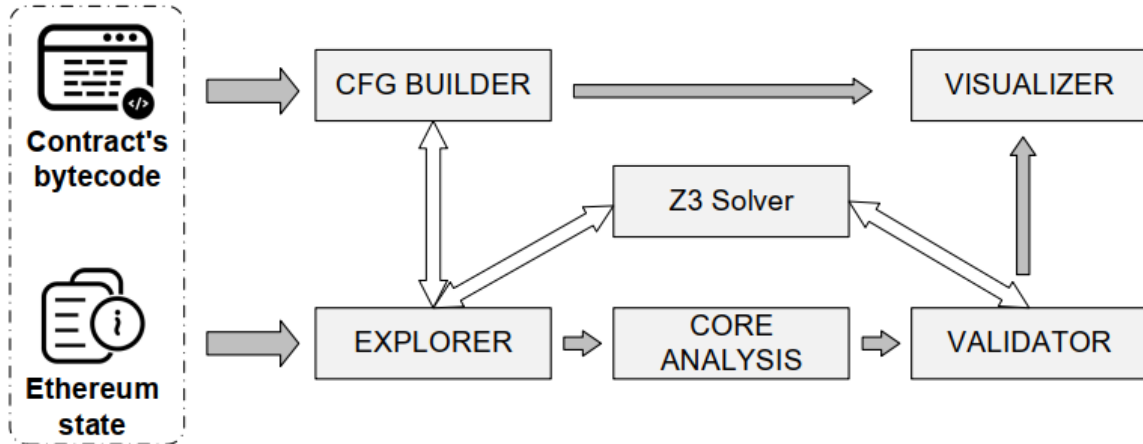 </>
Contract's
bytecode
CFG BUILDER
VISUALIZER
Z3 Solver
i
Ethereum
state
EXPLORER
CORE
ANALYSIS
VALIDATOR